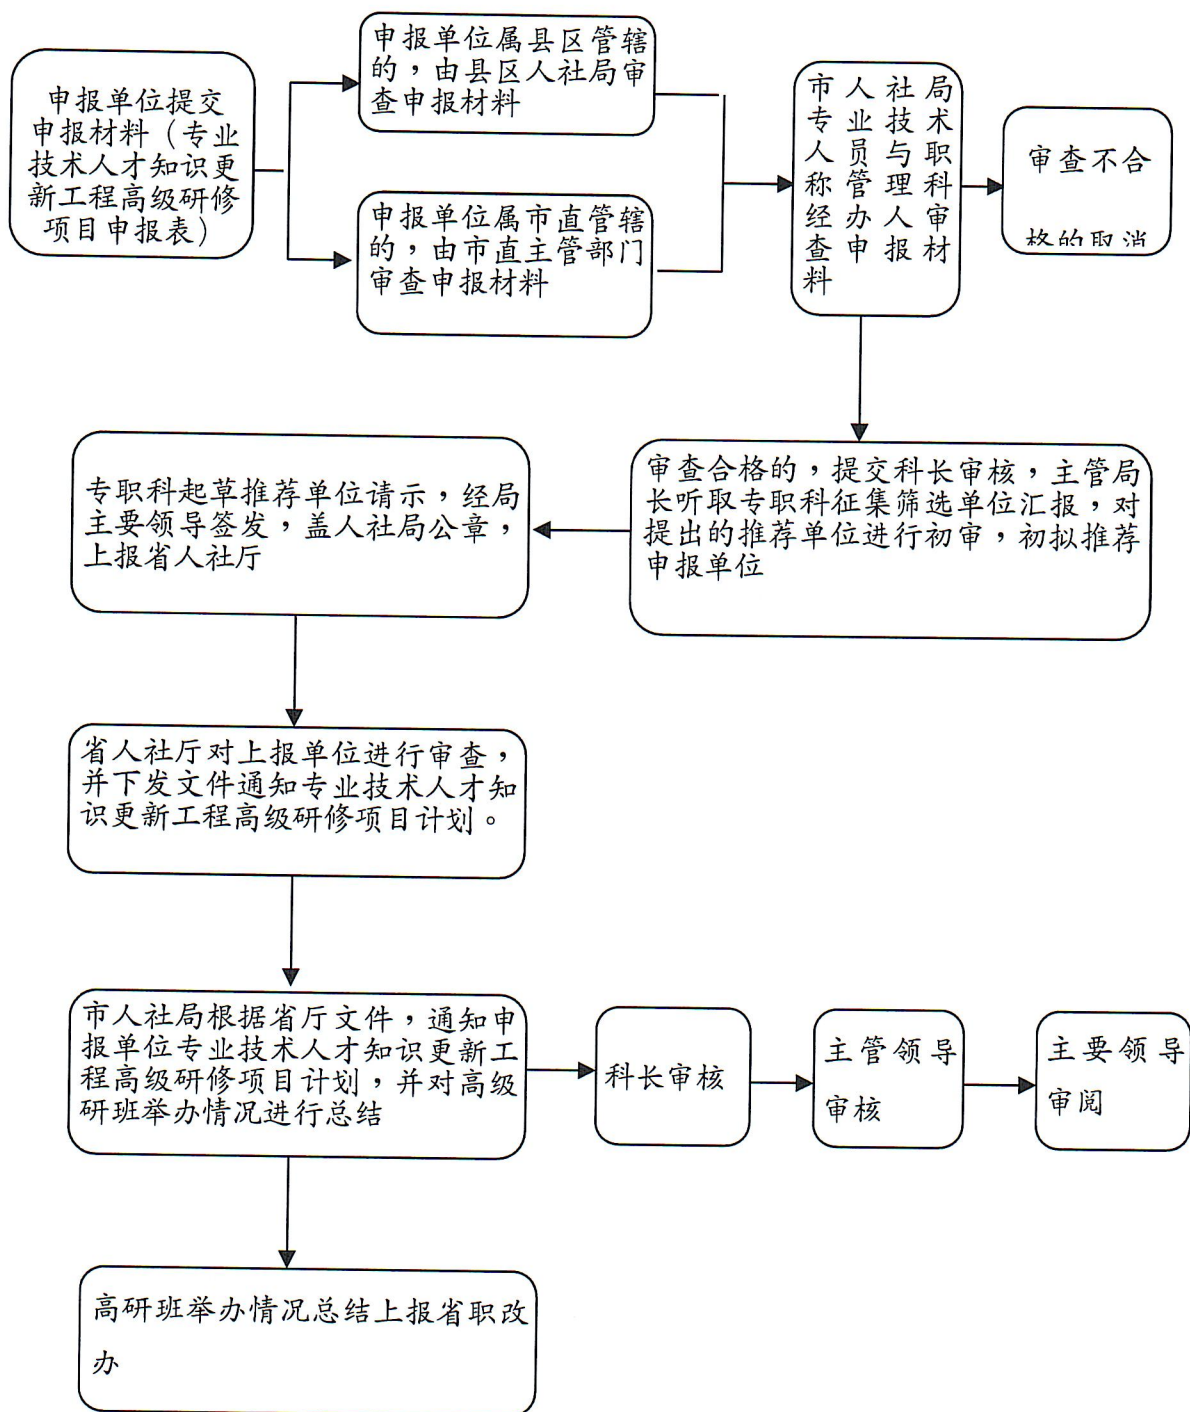 申报单位提交
申报材料（专业
技术人才知识更
新工程高级研修
项目申报表）
申报单位属县区管辖
的，由县区人社局审
查申报材料
申报单位属市直管辖
的，由市直主管部门
审查申报材料
市人社局
专业技术
人员与职
称管理科
经办人审
查申报材
料
审查不合
格的取消
审查合格的，提交科长审核，主管局
长听取专职科征集筛选单位汇报，对
提出的推荐单位进行初审，初拟推荐
申报单位
专职科起草推荐单位请示，经局
主要领导签发，盖人社局公章，
上报省人社厅
省人社厅对上报单位进行审查，
并下发文件通知专业技术人才知
识更新工程高级研修项目计划。
市人社局根据省厅文件，通知申
报单位专业技术人才知识更新工
程高级研修项目计划，并对高级
研班举办情况进行总结
科长审核
主管领导
审核
主要领导
审阅
高研班举办情况总结上报省职改
办